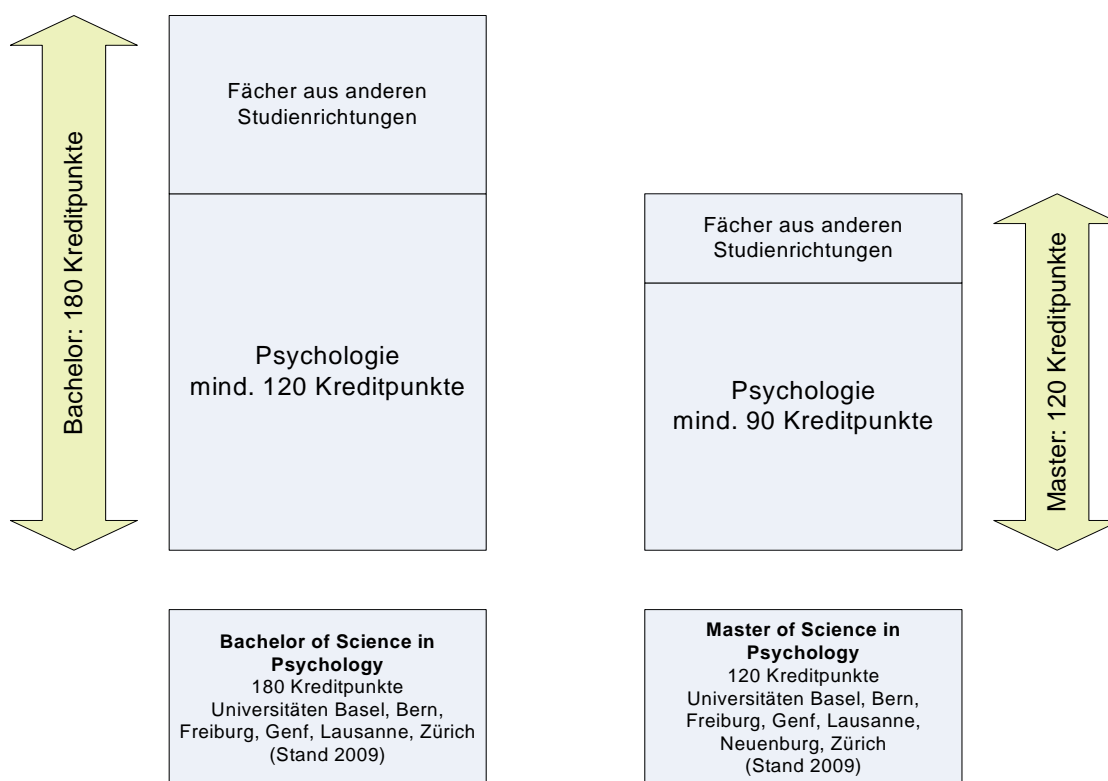 Bachelor: 180 Kreditpunkte
Fächer aus anderen
Studienrichtungen
Psychologie
mind. 120 Kreditpunkte
Fächer aus anderen
Studienrichtungen
Psychologie
mind. 90 Kreditpunkte
Master: 120 Kreditpunkte
Bachelor of Science in
Psychology
180 Kreditpunkte
Universitäten Basel, Bern,
Freiburg, Genf, Lausanne, Zürich
(Stand 2009)
Master of Science in
Psychology
120 Kreditpunkte
Universitäten Basel, Bern,
Freiburg, Genf, Lausanne,
Neuenburg, Zürich
(Stand 2009)